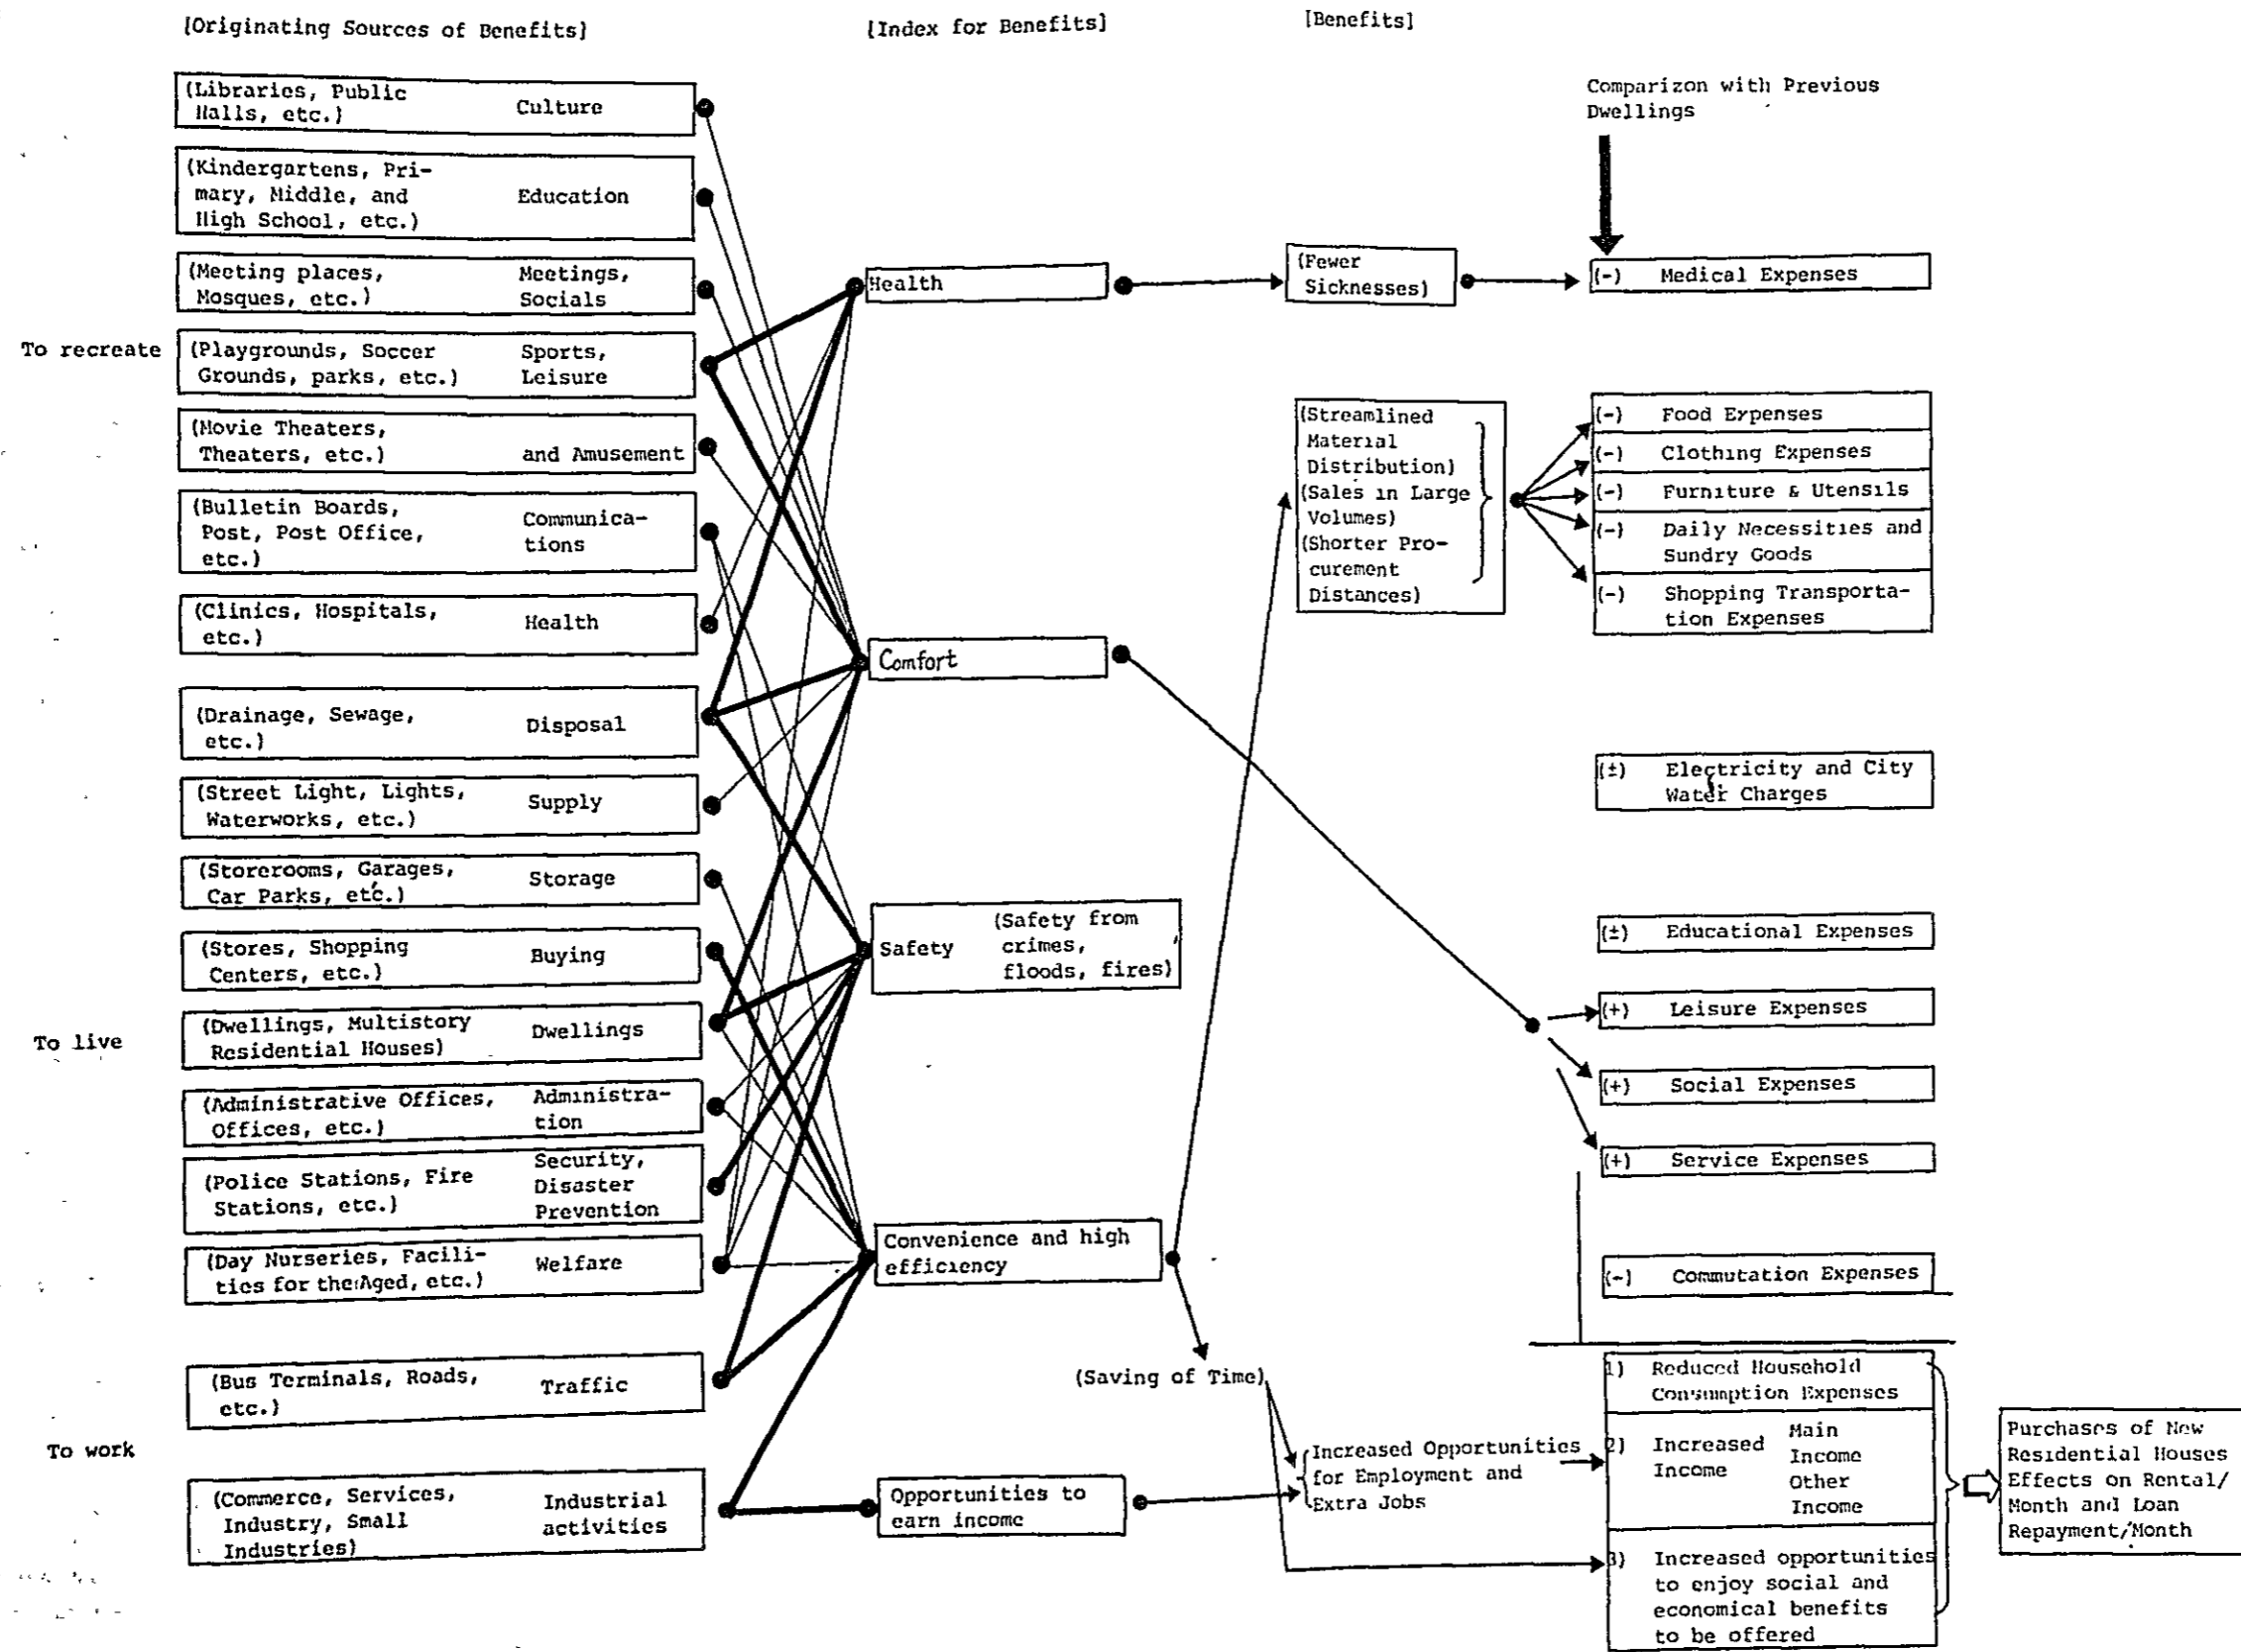 [Originating Sources of Benefits]
[Index for Benefits]
[Benefits]
Comparizon with Previous
Dwellings
(Libraries, Public
Halls, etc.)
Culture
(Kindergartens, Pri-
mary, Middle, and
High School, etc.)
Education
(Meeting places,
Mosques, etc.)
Meetings,
Socials
To recreate
(Playgrounds, Soccer
Grounds, parks, etc.)
Sports,
Leisure
(Movie Theaters,
Theaters, etc.)
and Amusement
(Bulletin Boards,
Post, Post Office,
etc.)
Communica-
tions
(Clinics, Hospitals,
etc.)
Health
(Drainage, Sewage,
etc.)
Disposal
(Street Light, Lights,
Waterworks, etc.)
Supply
(Storerooms, Garages,
Car Parks, etc.)
Storage
(Stores, Shopping
Centers, etc.)
Buying
To live
(Dwellings, Multistory
Residential Houses)
Dwellings
(Administrative Offices,
Offices, etc.)
Administra-
tion
(Police Stations, Fire
Stations, etc.)
Security,
Disaster
Prevention
(Day Nurseries, Facili-
ties for the Aged, etc.)
Welfare
(Bus Terminals, Roads,
etc.)
Traffic
To work
(Commerce, Services,
Industry, Small
Industries)
Industrial
activities
Health
Comfort
Safety
(Safety from
crimes,
floods, fires)
Convenience and high
efficiency
Opportunities to
earn income
(Fewer
Sicknesses)
(Streamlined
Material
Distribution)
(Sales in Large
Volumes)
(Shorter Pro-
curement
Distances)
(Saving of Time)
Increased Opportunities
for Employment and
Extra Jobs
(-) Medical Expenses
(-) Food Expenses
(-) Clothing Expenses
(-) Furniture & Utensils
(-) Daily Necessities and
Sundry Goods
(-) Shopping Transporta-
tion Expenses
(±) Electricity and City
Water Charges
(±) Educational Expenses
(+) Leisure Expenses
(+) Social Expenses
(+) Service Expenses
(-) Commutation Expenses
1) Reduced Household
Consumption Expenses
2) Increased
Income
Main
Income
Other
Income
3) Increased opportunities
to enjoy social and
economical benefits
to be offered
Purchases of New
Residential Houses
Effects on Rental/
Month and Loan
Repayment/Month